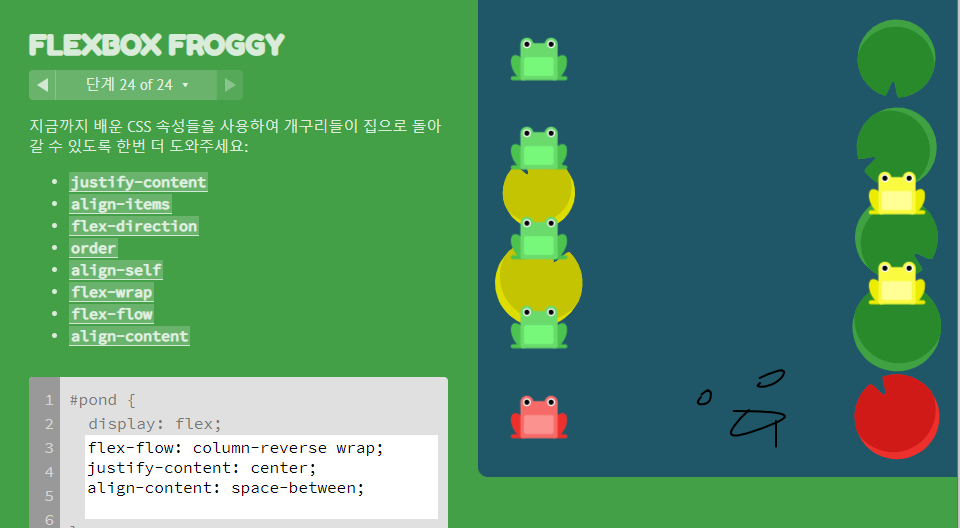 FLEXBOX FROGGY
단계 24 of 24
지금까지 배운 CSS 속성들을 사용하여 개구리들이 집으로 돌아
갈 수 있도록 한번 더 도와주세요:
justify-content
align-items
flex-direction
order
align-self
flex-wrap
flex-flow
align-content
1 #pond {
2 display: flex;
3 flex-flow: column-reverse wrap;
4 justify-content: center;
5 align-content: space-between;
6